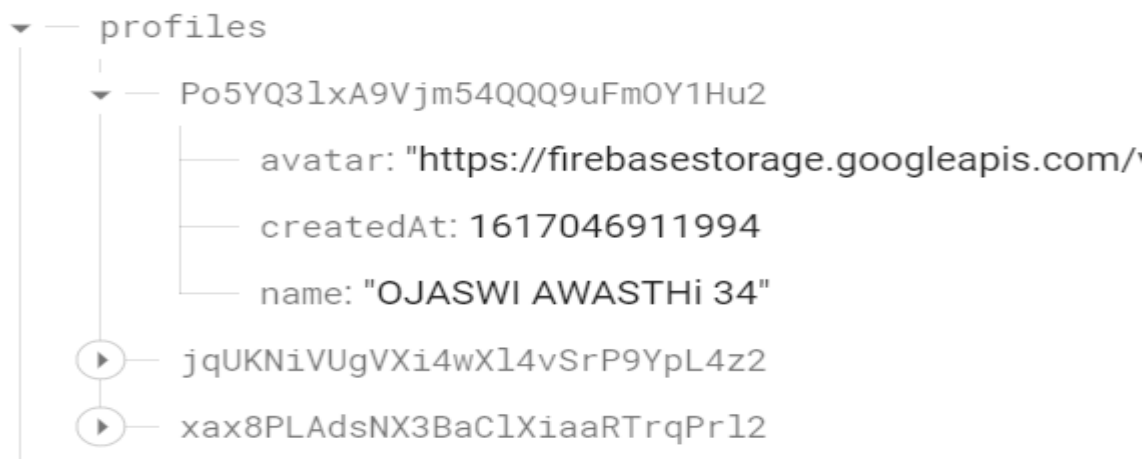 profiles
Po5YQ3lxA9Vjm54QQQ9uFmOY1Hu2
avatar: "https://firebasestorage.googleapis.com/v
createdAt: 1617046911994
name: "OJASWI AWASTHi 34"
jqUKNiVUgVXi4wXl4vSrP9YpL4z2
xax8PLAdsNX3BaClXiaaRTrqPrl2